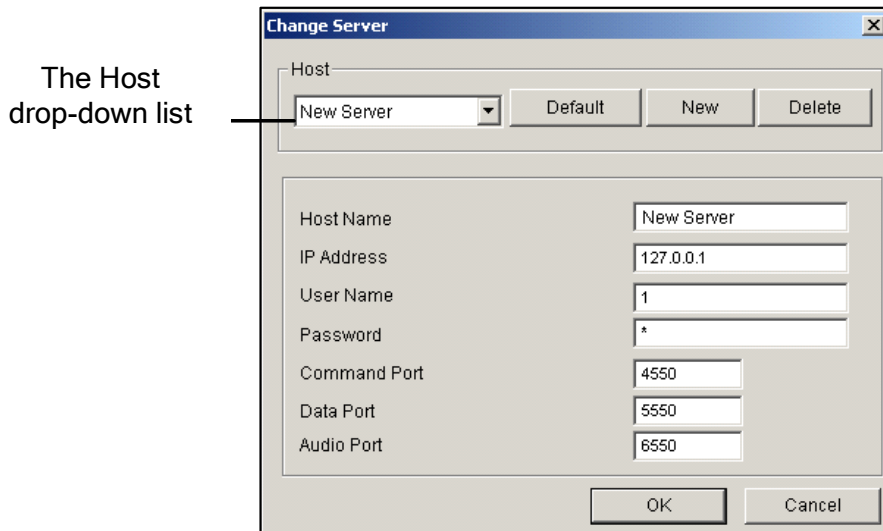 Change Server
The Host
drop-down list
Host
New Server
Default
New
Delete
Host Name
New Server
IP Address
127.0.0.1
User Name
1
Password
*
Command Port
4550
Data Port
5550
Audio Port
6550
OK
Cancel